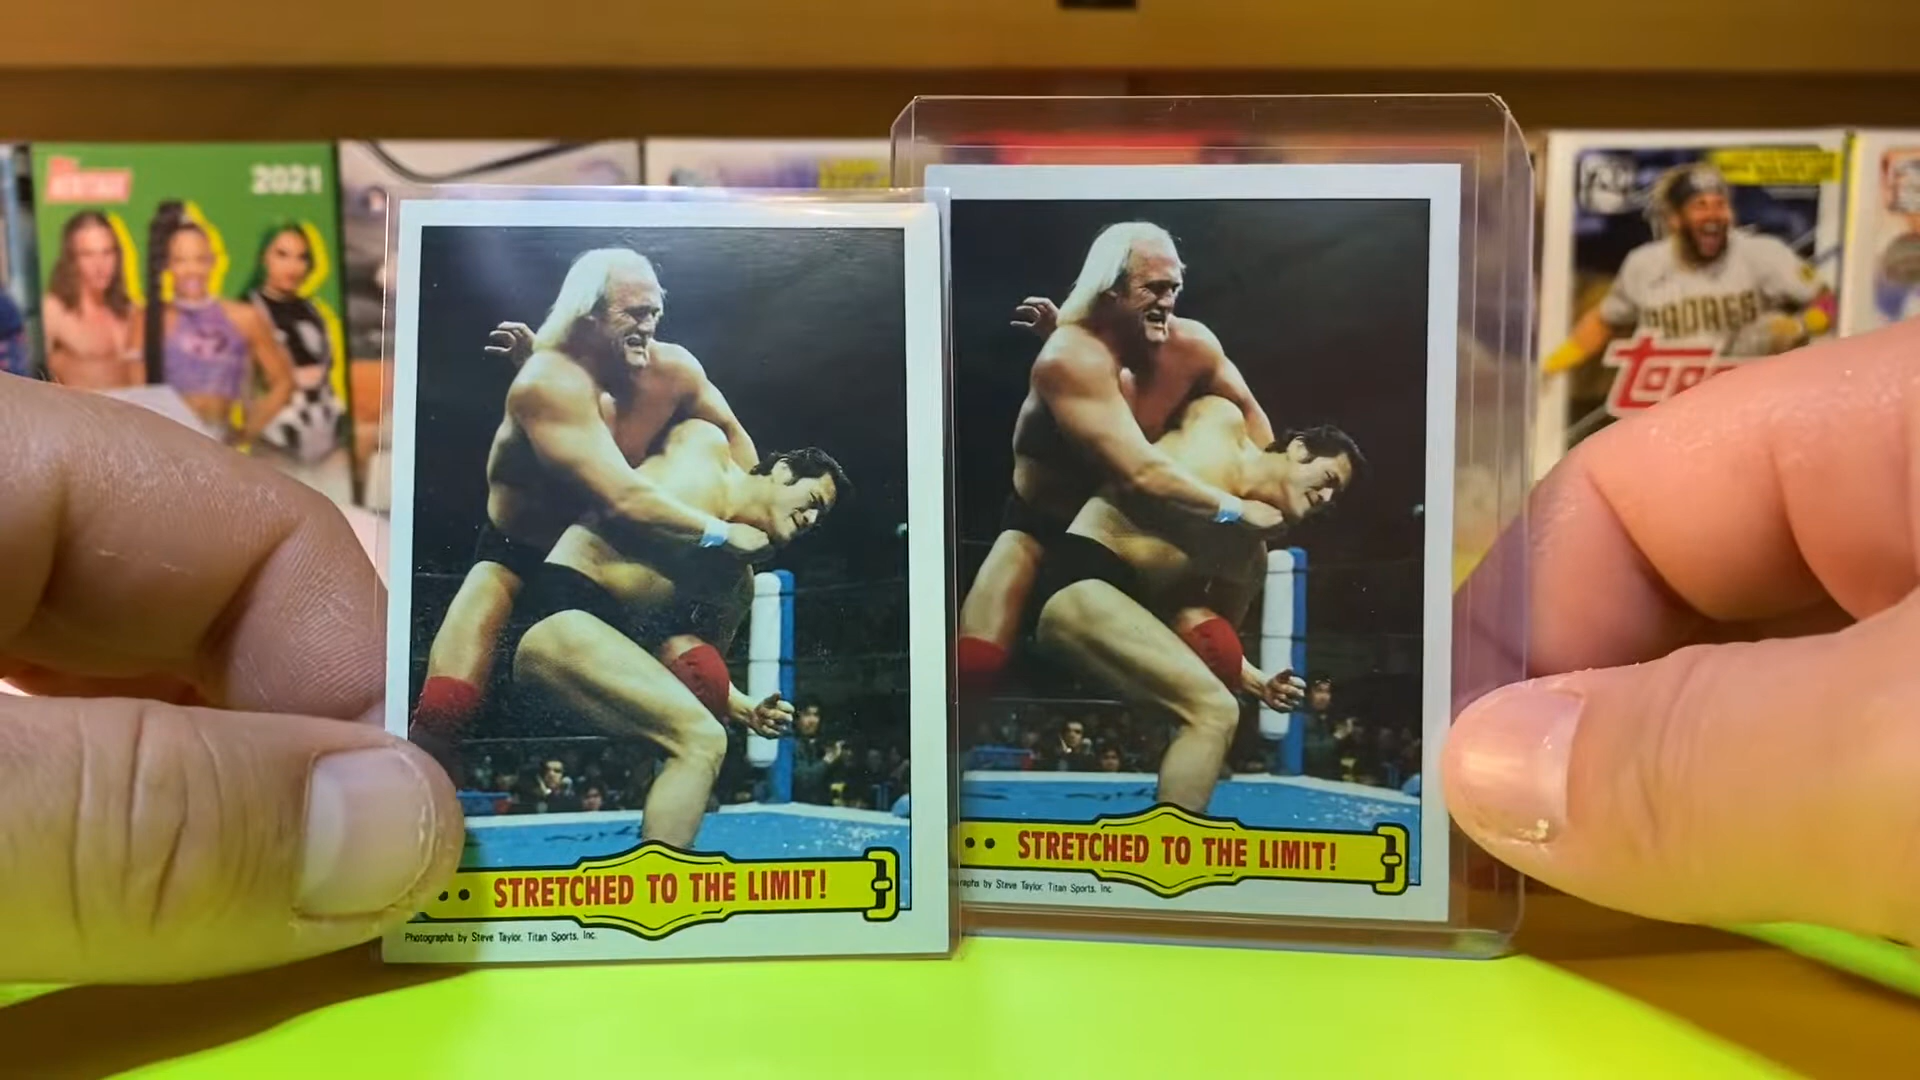 2021
PADRES
topps
STRETCHED TO THE LIMIT!
Photographs by Steve Taylor, Titan Sports, Inc.
STRETCHED TO THE LIMIT!
by Steve Taylor, Titan Sports, Inc.